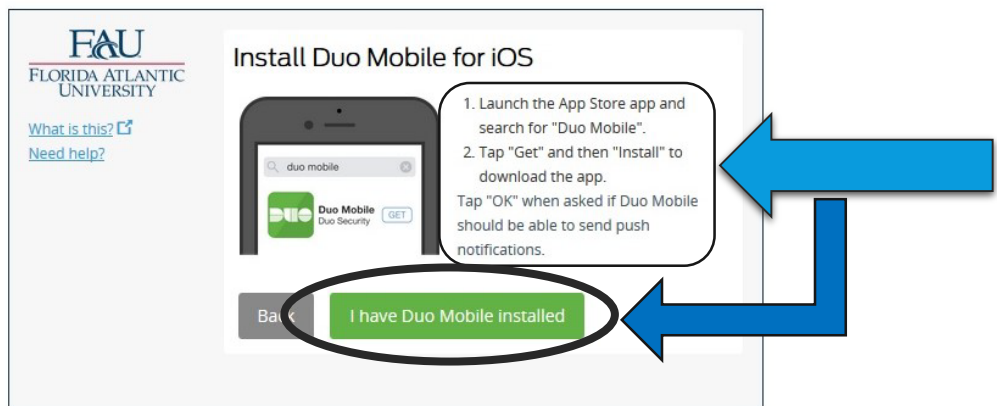 FAU
FLORIDA ATLANTIC
UNIVERSITY
What is this?
Need help?
Install Duo Mobile for iOS
duo mobile
DUO
Duo Mobile
Duo Security
GET
1. Launch the App Store app and
search for "Duo Mobile".
2. Tap "Get" and then "Install" to
download the app.
Tap "OK" when asked if Duo Mobile
should be able to send push
notifications.
Back
I have Duo Mobile installed